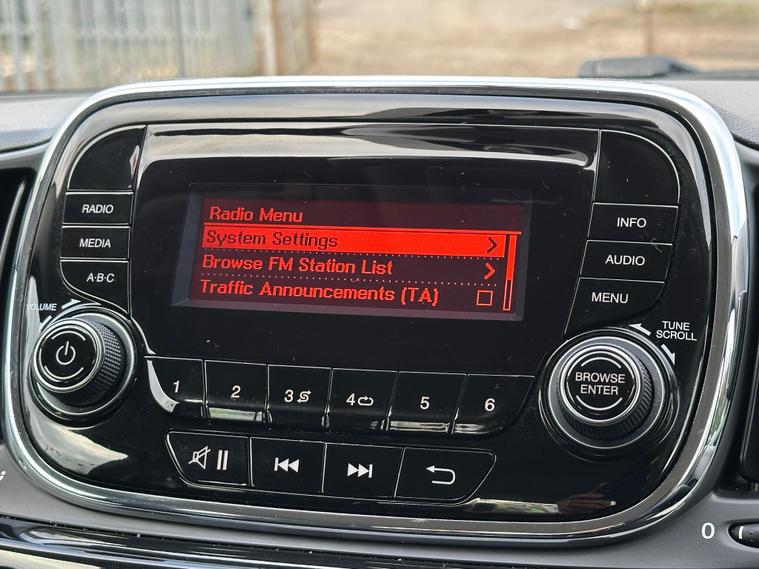 Radio Menu
System Settings
Browse FM Station List
Traffic Announcements (TA)
RADIO
MEDIA
A·B·C
INFO
AUDIO
MENU
VOLUME
TUNE
SCROLL
BROWSE
ENTER
1
2
3
4
5
6
0